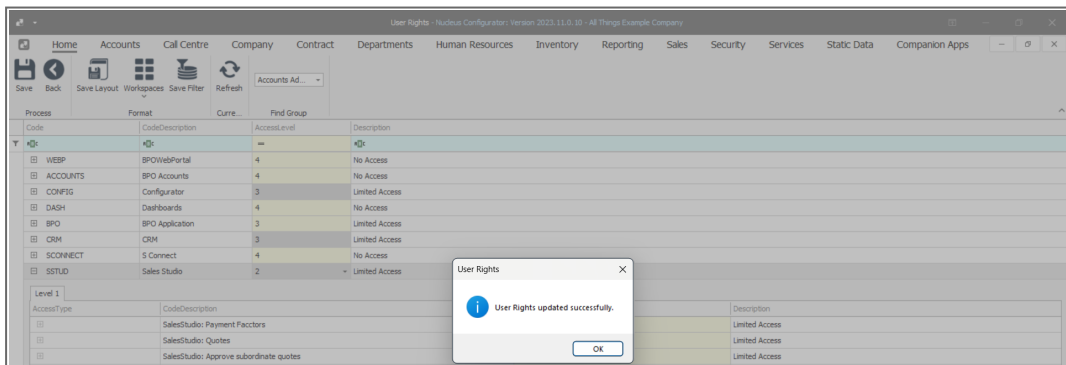 User Rights - Nucleus Configurator: Version 2023.11.0.10 - All Things Example Company
Home Accounts Call Centre Company Contract Departments Human Resources Inventory Reporting Sales Security Services Static Data Companion Apps
Save Back Save Layout Workspaces Save Filter Refresh Accounts Ad...
Process Format Curre... Find Group
Code CodeDescription AccessLevel Description
=
WEBP BPOWebPortal 4 No Access
ACCOUNTS BPO Accounts 4 No Access
CONFIG Configurator 3 Limited Access
DASH Dashboards 4 No Access
BPO BPO Application 3 Limited Access
CRM CRM 3 Limited Access
SCONNECT S Connect 4 No Access
SSTUD Sales Studio 2 Limited Access
User Rights
User Rights updated successfully.
OK
Level 1
AccessType CodeDescription Description
SalesStudio: Payment Facctors Limited Access
SalesStudio: Quotes Limited Access
SalesStudio: Approve subordinate quotes Limited Access